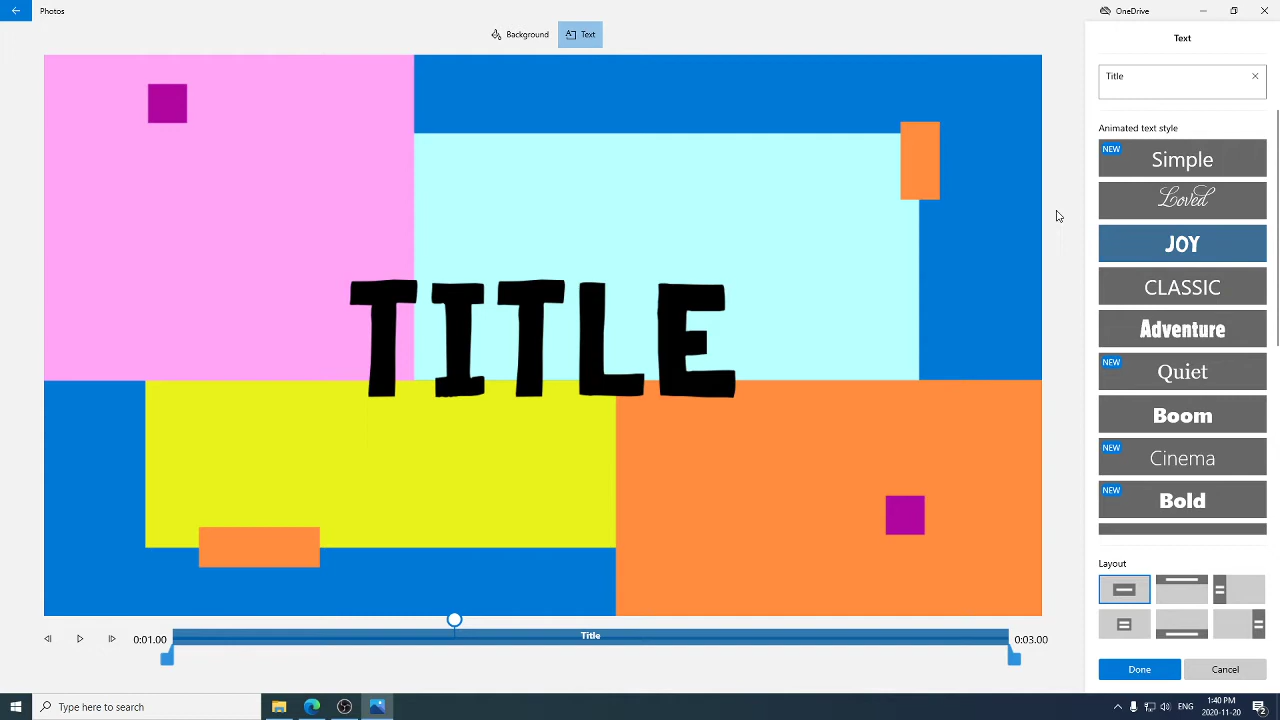 Photos
OneDrive
Background
Text
Text
Title
Animated text style
NEW
Simple
Loved
JOY
CLASSIC
Adventure
NEW
Quiet
Boom
NEW
Cinema
NEW
Bold
TITLE
Layout
0:01.00
Title
0:03.00
Done
Cancel
Type here to search
ENG
1:40 PM
2020-11-20
2